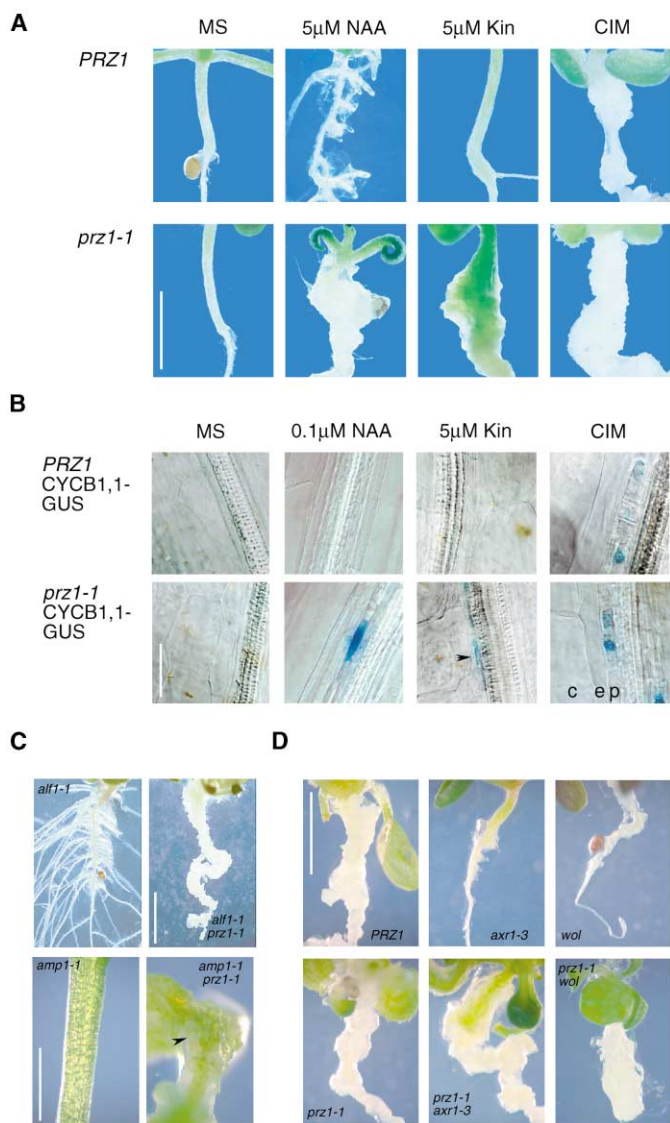 A
MS 5µM NAA 5µM Kin CIM
PRZ1
prz1-1
B
MS 0.1µM NAA 5µM Kin CIM
PRZ1
CYCB1,1-
GUS
prz1-1
CYCB1,1-
GUS
c e p
C
alf1-1
alf1-1
prz1-1
amp1-1
amp1-1
prz1-1
D
PRZ1
axr1-3
wol
prz1-1
prz1-1
axr1-3
prz1-1
wol